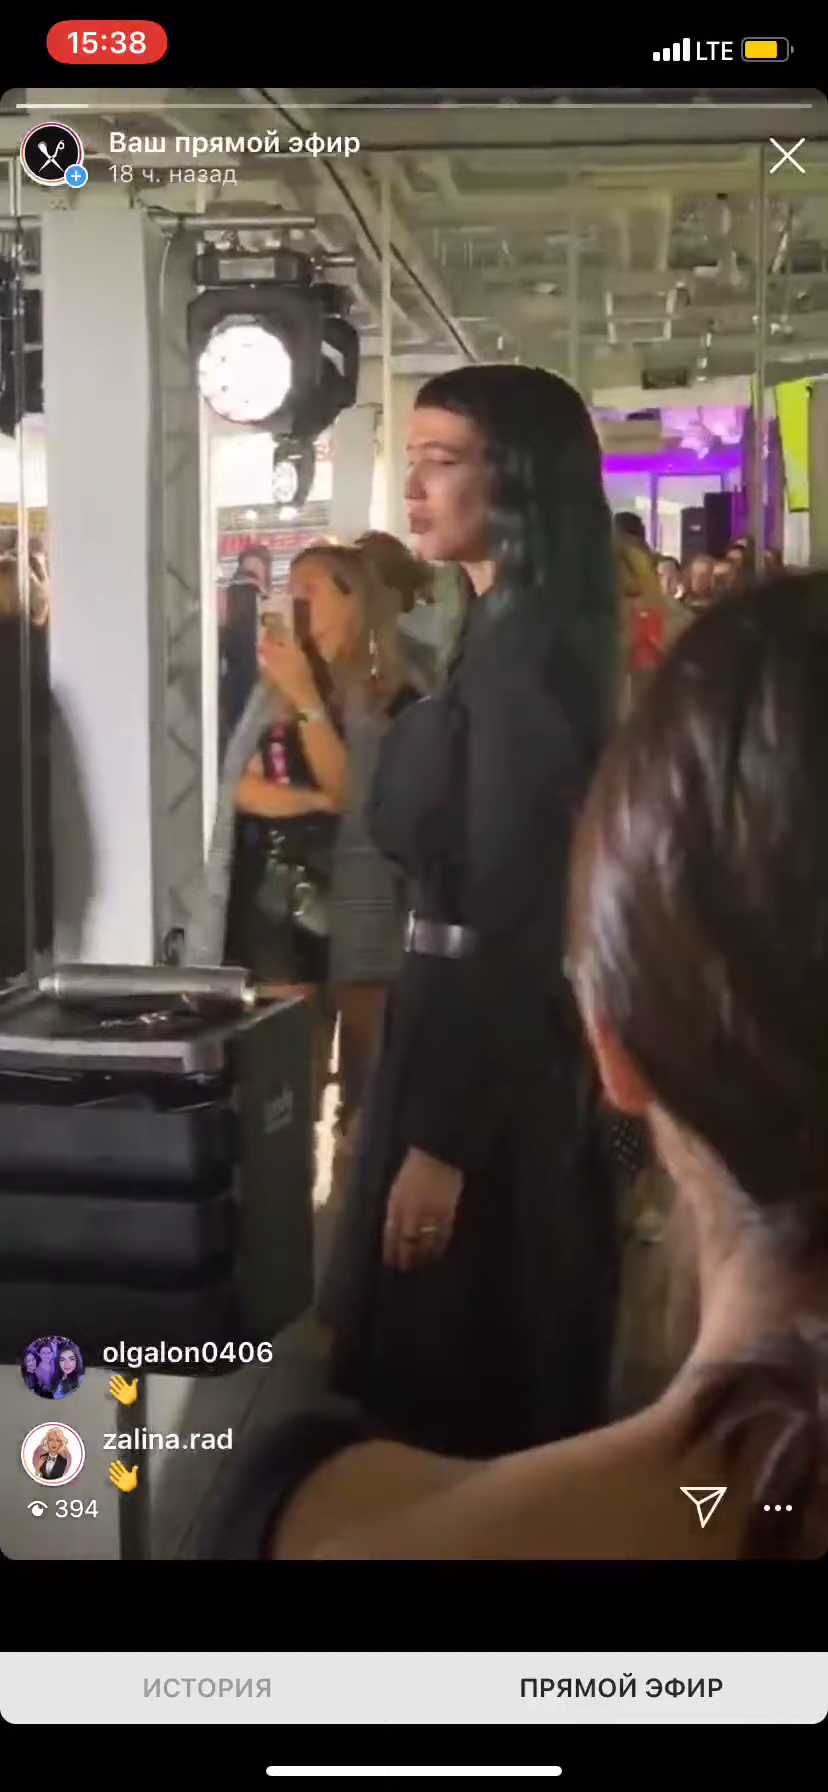 15:38
LTE
Ваш прямой эфир
18 ч. назад
olgalon0406
👋
zalina.rad
👋
394
ИСТОРИЯ
ПРЯМОЙ ЭФИР